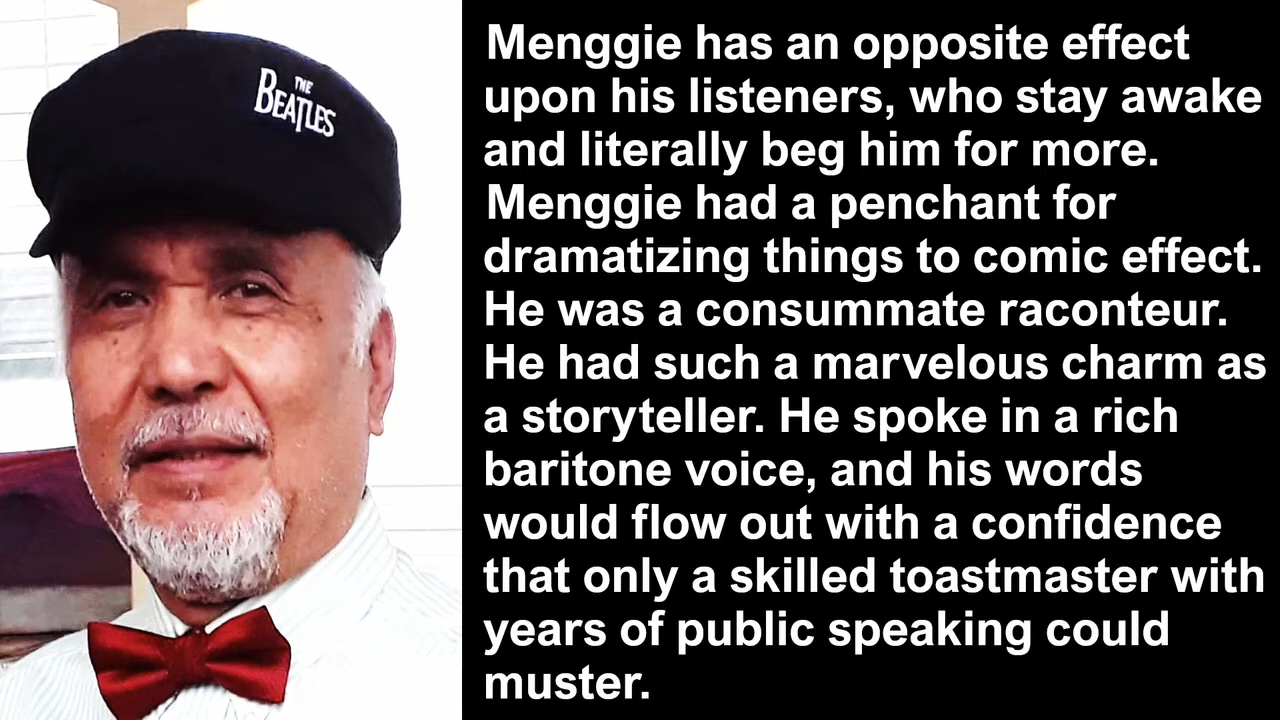 THE
BEATLES
Menggie has an opposite effect
upon his listeners, who stay awake
and literally beg him for more.
Menggie had a penchant for
dramatizing things to comic effect.
He was a consummate raconteur.
He had such a marvelous charm as
a storyteller. He spoke in a rich
baritone voice, and his words
would flow out with a confidence
that only a skilled toastmaster with
years of public speaking could
muster.